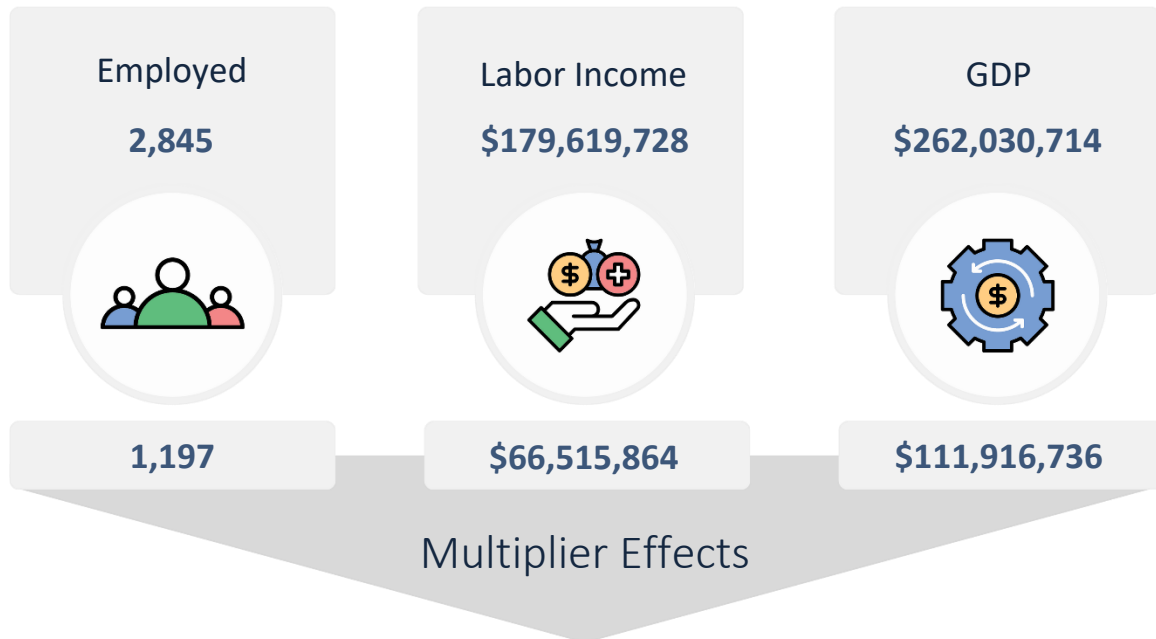 Employed
2,845
Labor Income
$179,619,728
GDP
$262,030,714
$
$
1,197
$66,515,864
$111,916,736
Multiplier Effects